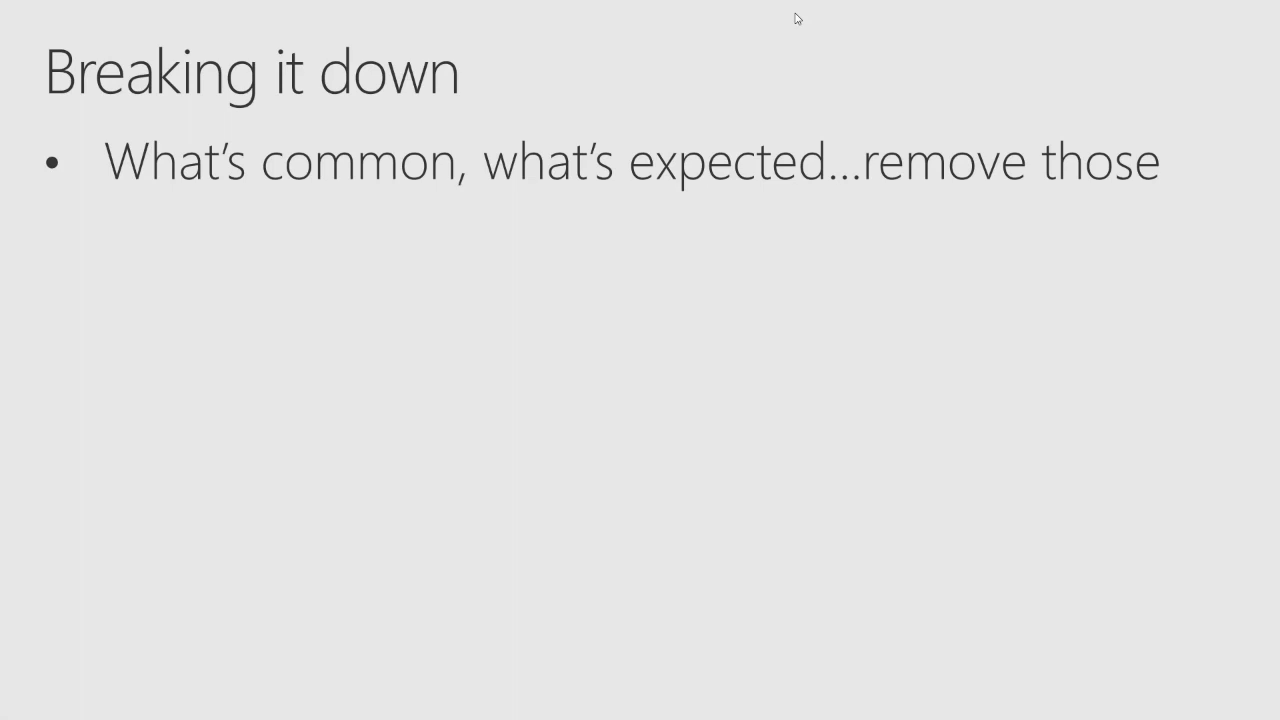 Breaking it down
• What’s common, what’s expected...remove those